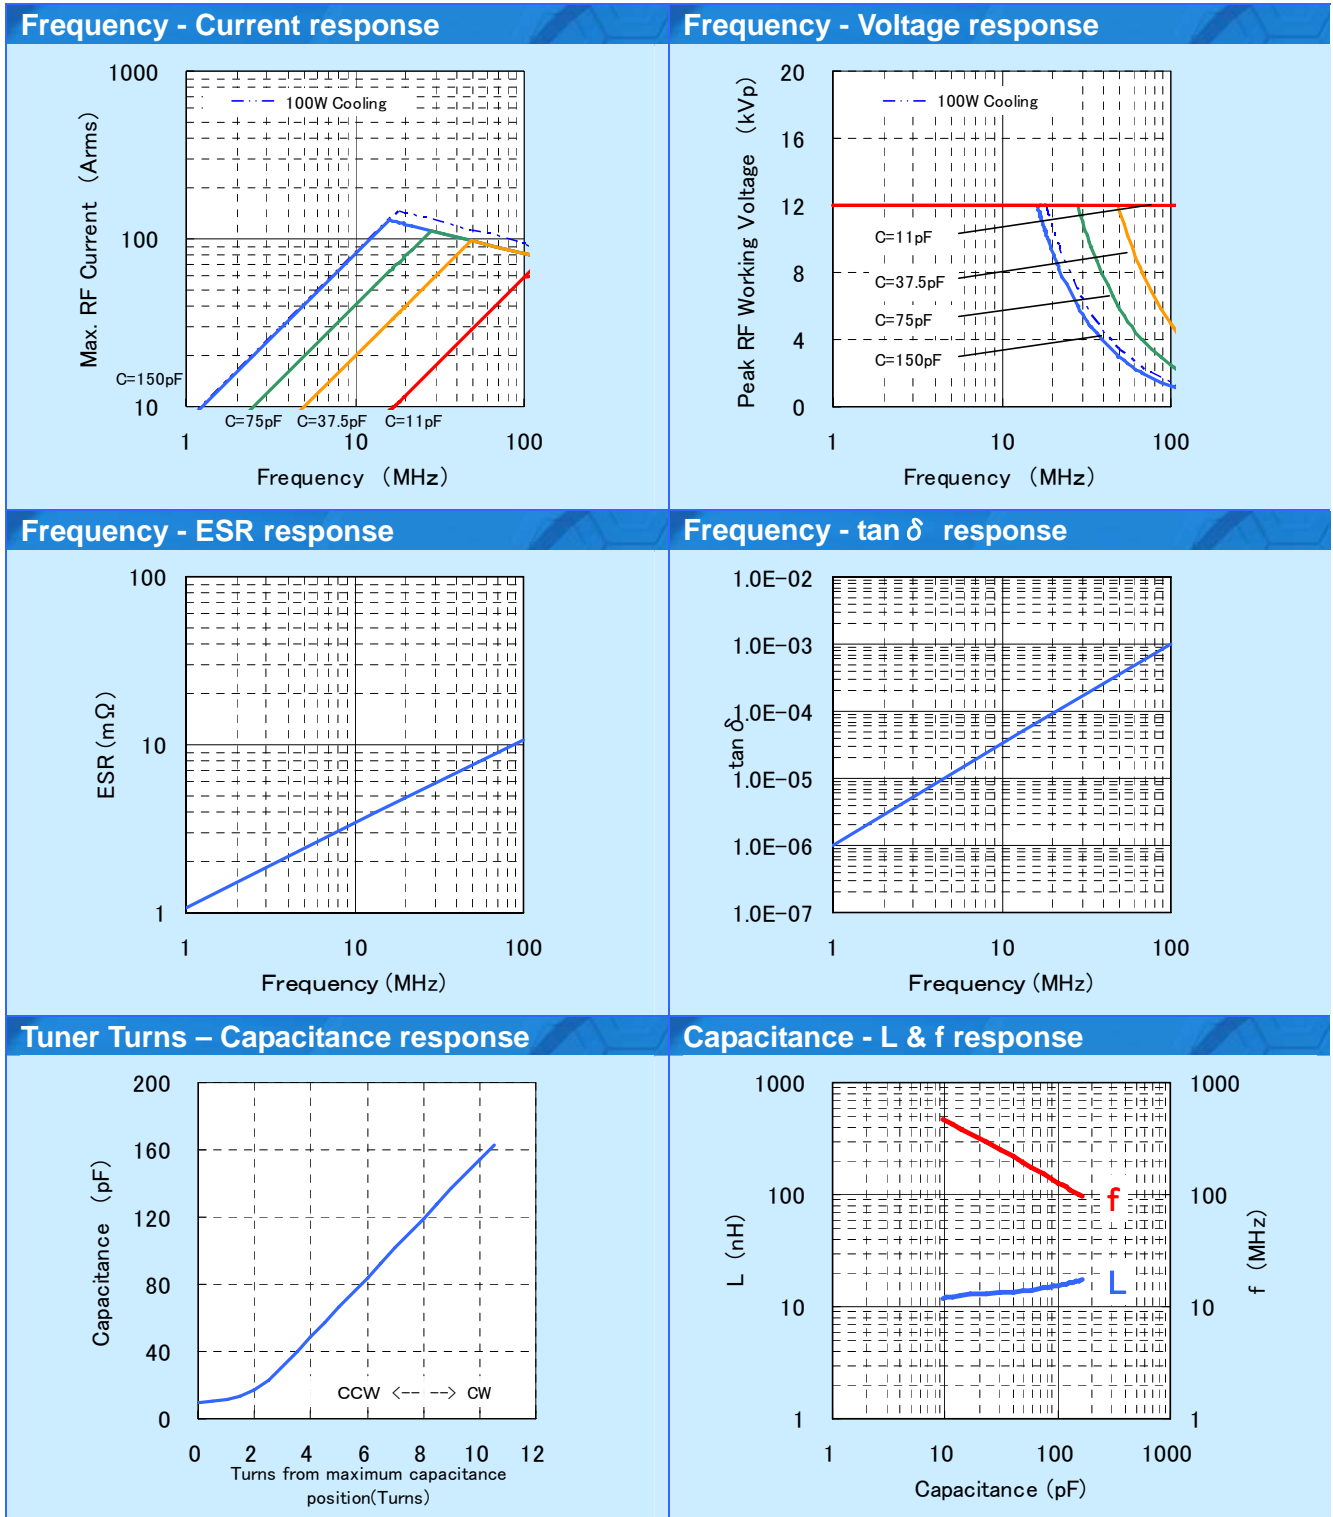 Frequency - Current response
1000
100
10
1
10
100
Max. RF Current （Arms）
100W Cooling
C=150pF
C=75pF
C=37.5pF
C=11pF
Frequency （MHz）
Frequency - Voltage response
20
16
12
8
4
0
1
10
100
Peak RF Working Voltage （kVp）
100W Cooling
C=11pF
C=37.5pF
C=75pF
C=150pF
Frequency （MHz）
Frequency - ESR response
100
10
1
1
10
100
ESR (mΩ)
Frequency (MHz)
Frequency - tan δ response
1.0E-02
1.0E-03
1.0E-04
1.0E-05
1.0E-06
1.0E-07
1
10
100
tan δ
Frequency (MHz)
Tuner Turns – Capacitance response
200
160
120
80
40
0
0
2
4
6
8
10
12
Capacitance （pF）
CCW <-- --> CW
Turns from maximum capacitance
position(Turns)
Capacitance - L & f response
1000
100
10
1
1000
100
10
1
1
10
100
1000
L （nH）
f （MHz）
f
L
Capacitance (pF)